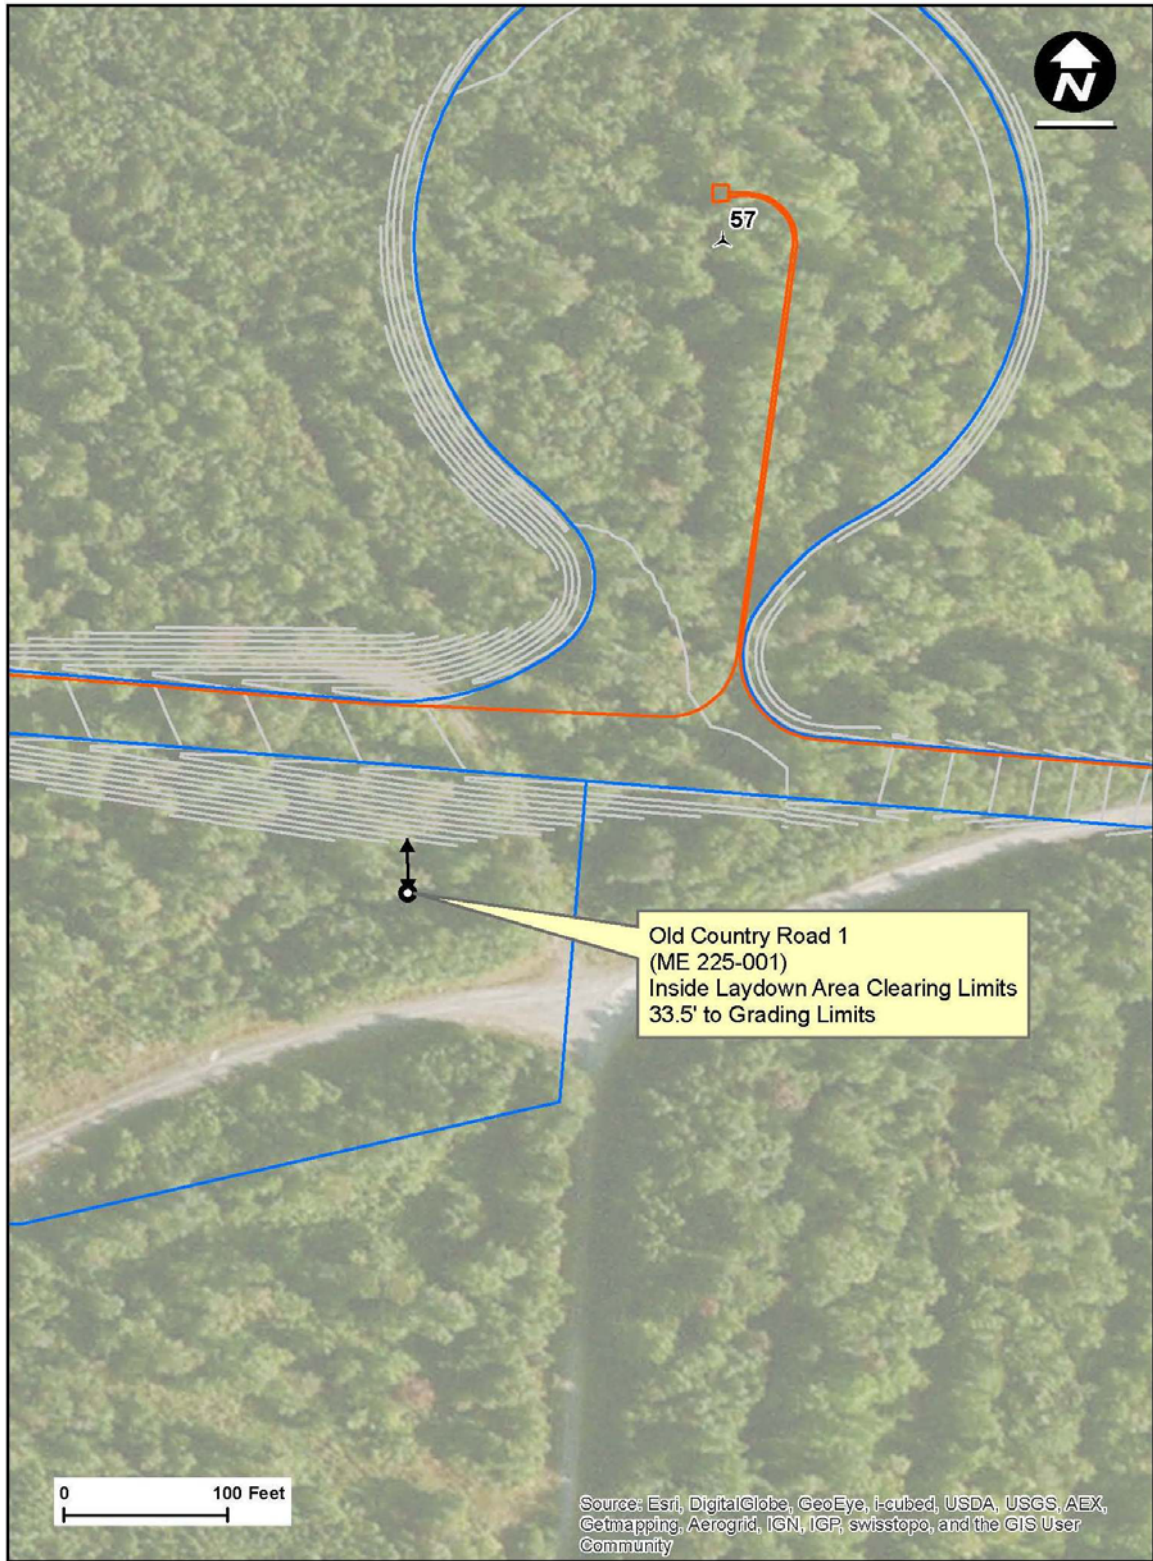 N
57
Old Country Road 1
(ME 225-001)
Inside Laydown Area Clearing Limits
33.5' to Grading Limits
0 100 Feet
Source: Esri, DigitalGlobe, GeoEye, i-cubed, USDA, USGS, AEX,
Getmapping, Aerogrid, IGN, IGP, swisstopo, and the GIS User
Community